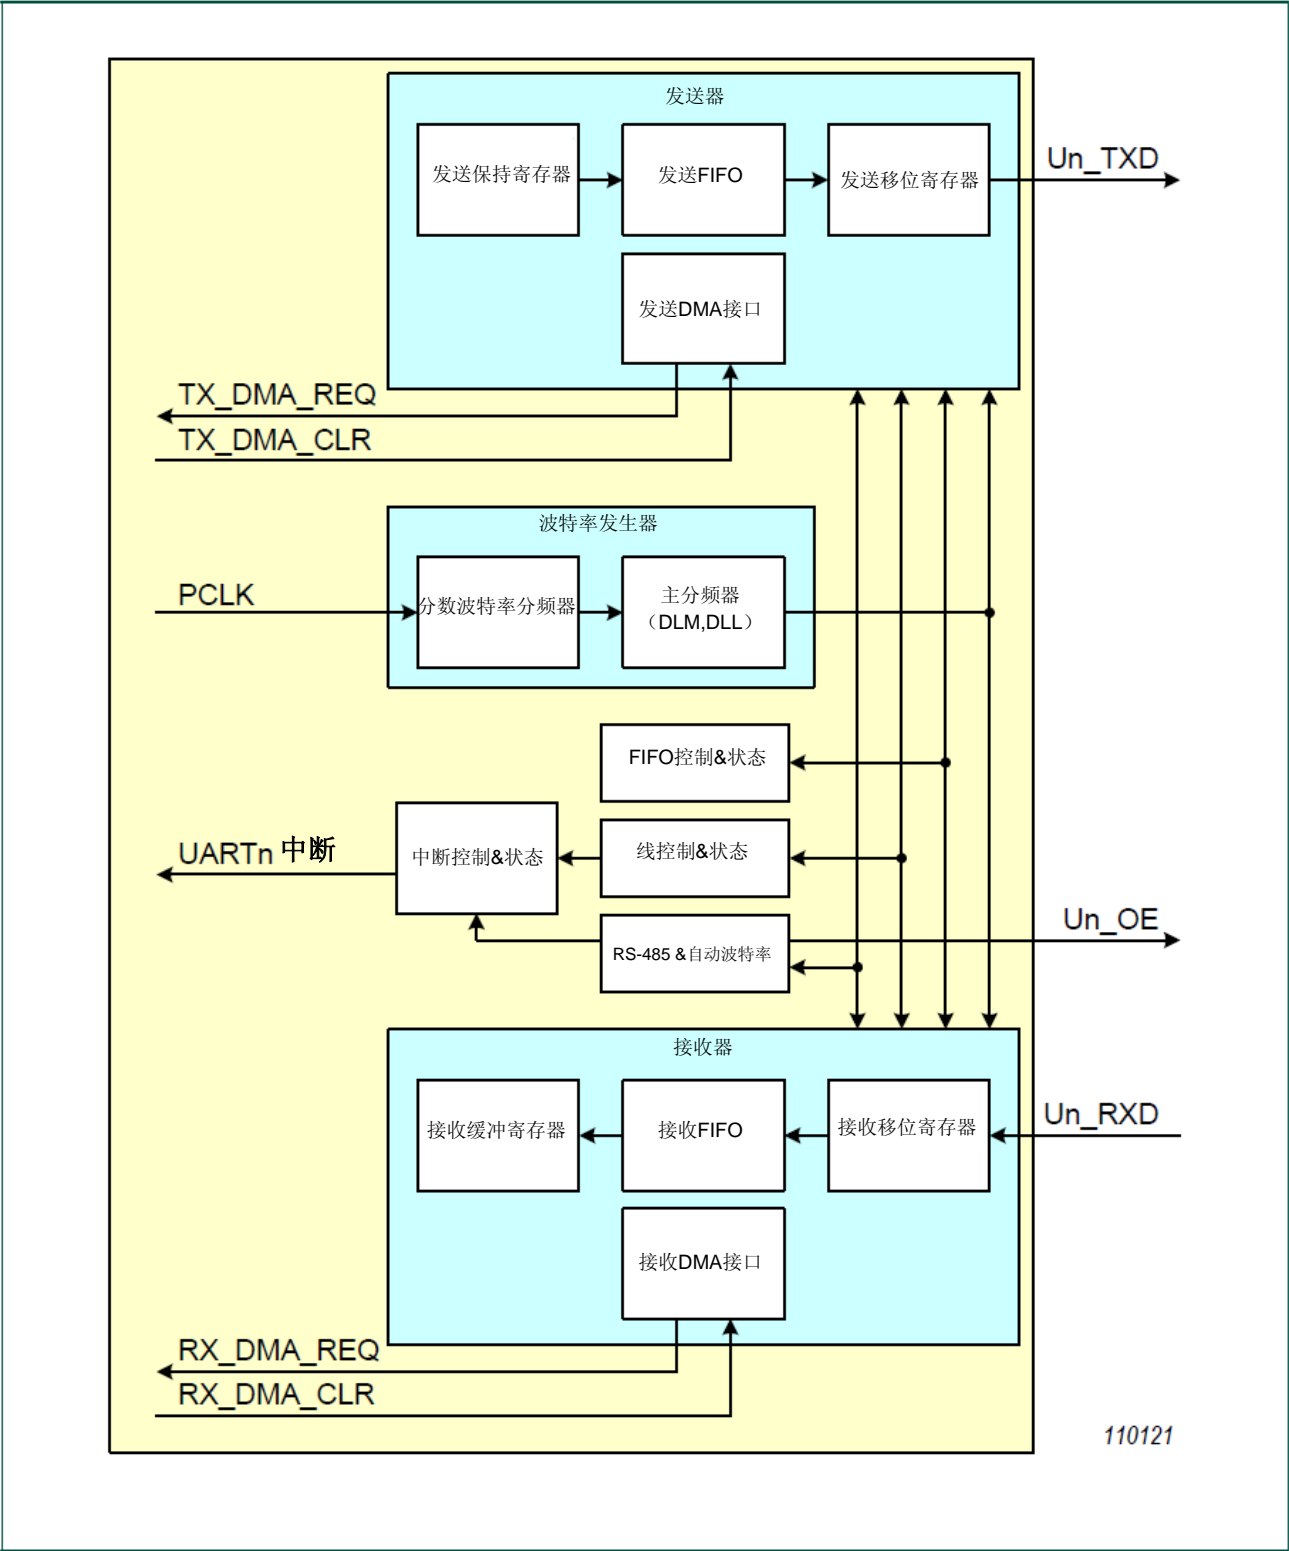 发送器
发送保持寄存器
发送FIFO
发送移位寄存器
Un_TXD
发送DMA接口
TX_DMA_REQ
TX_DMA_CLR
波特率发生器
PCLK
分数波特率分频器
主分频器
（DLM,DLL）
FIFO控制&状态
UARTn 中断
中断控制&状态
线控制&状态
Un_OE
RS-485 &自动波特率
接收器
接收缓冲寄存器
接收FIFO
接收移位寄存器
Un_RXD
接收DMA接口
RX_DMA_REQ
RX_DMA_CLR
110121